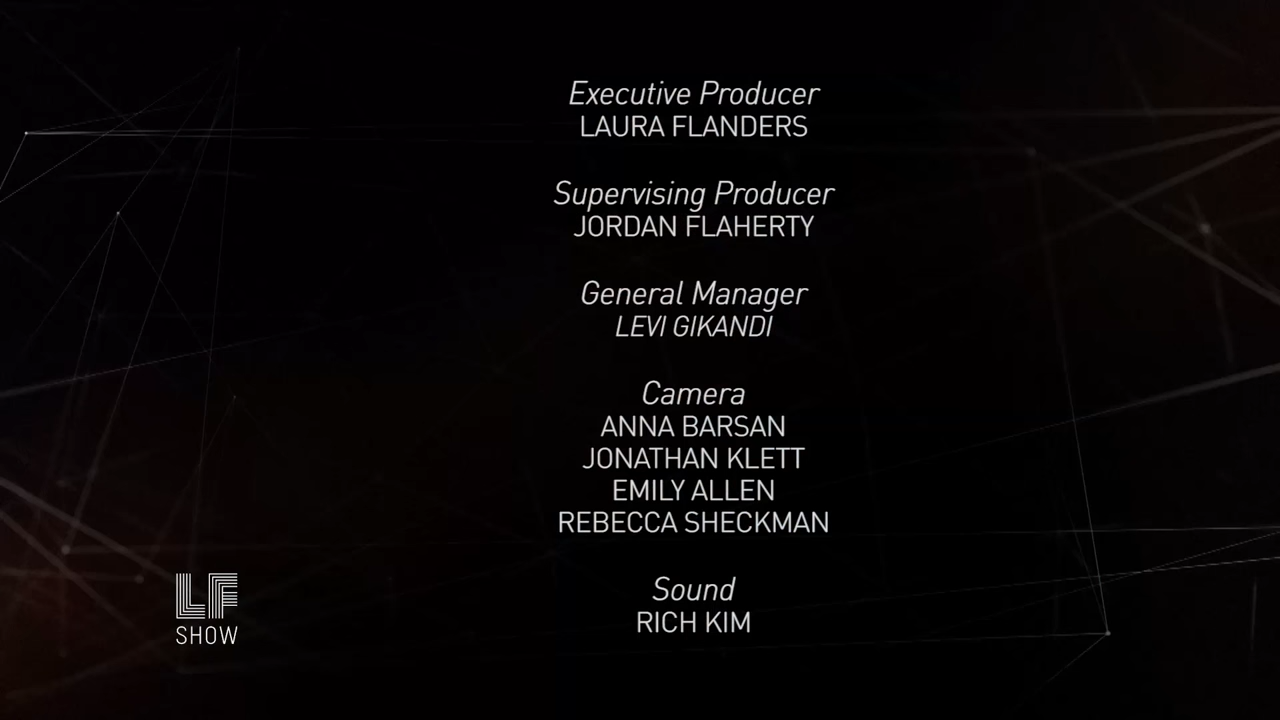 Executive Producer
LAURA FLANDERS
Supervising Producer
JORDAN FLAHERTY
General Manager
LEVI GIKANDI
Camera
ANNA BARSAN
JONATHAN KLETT
EMILY ALLEN
REBECCA SHECKMAN
Sound
RICH KIM
LF
SHOW